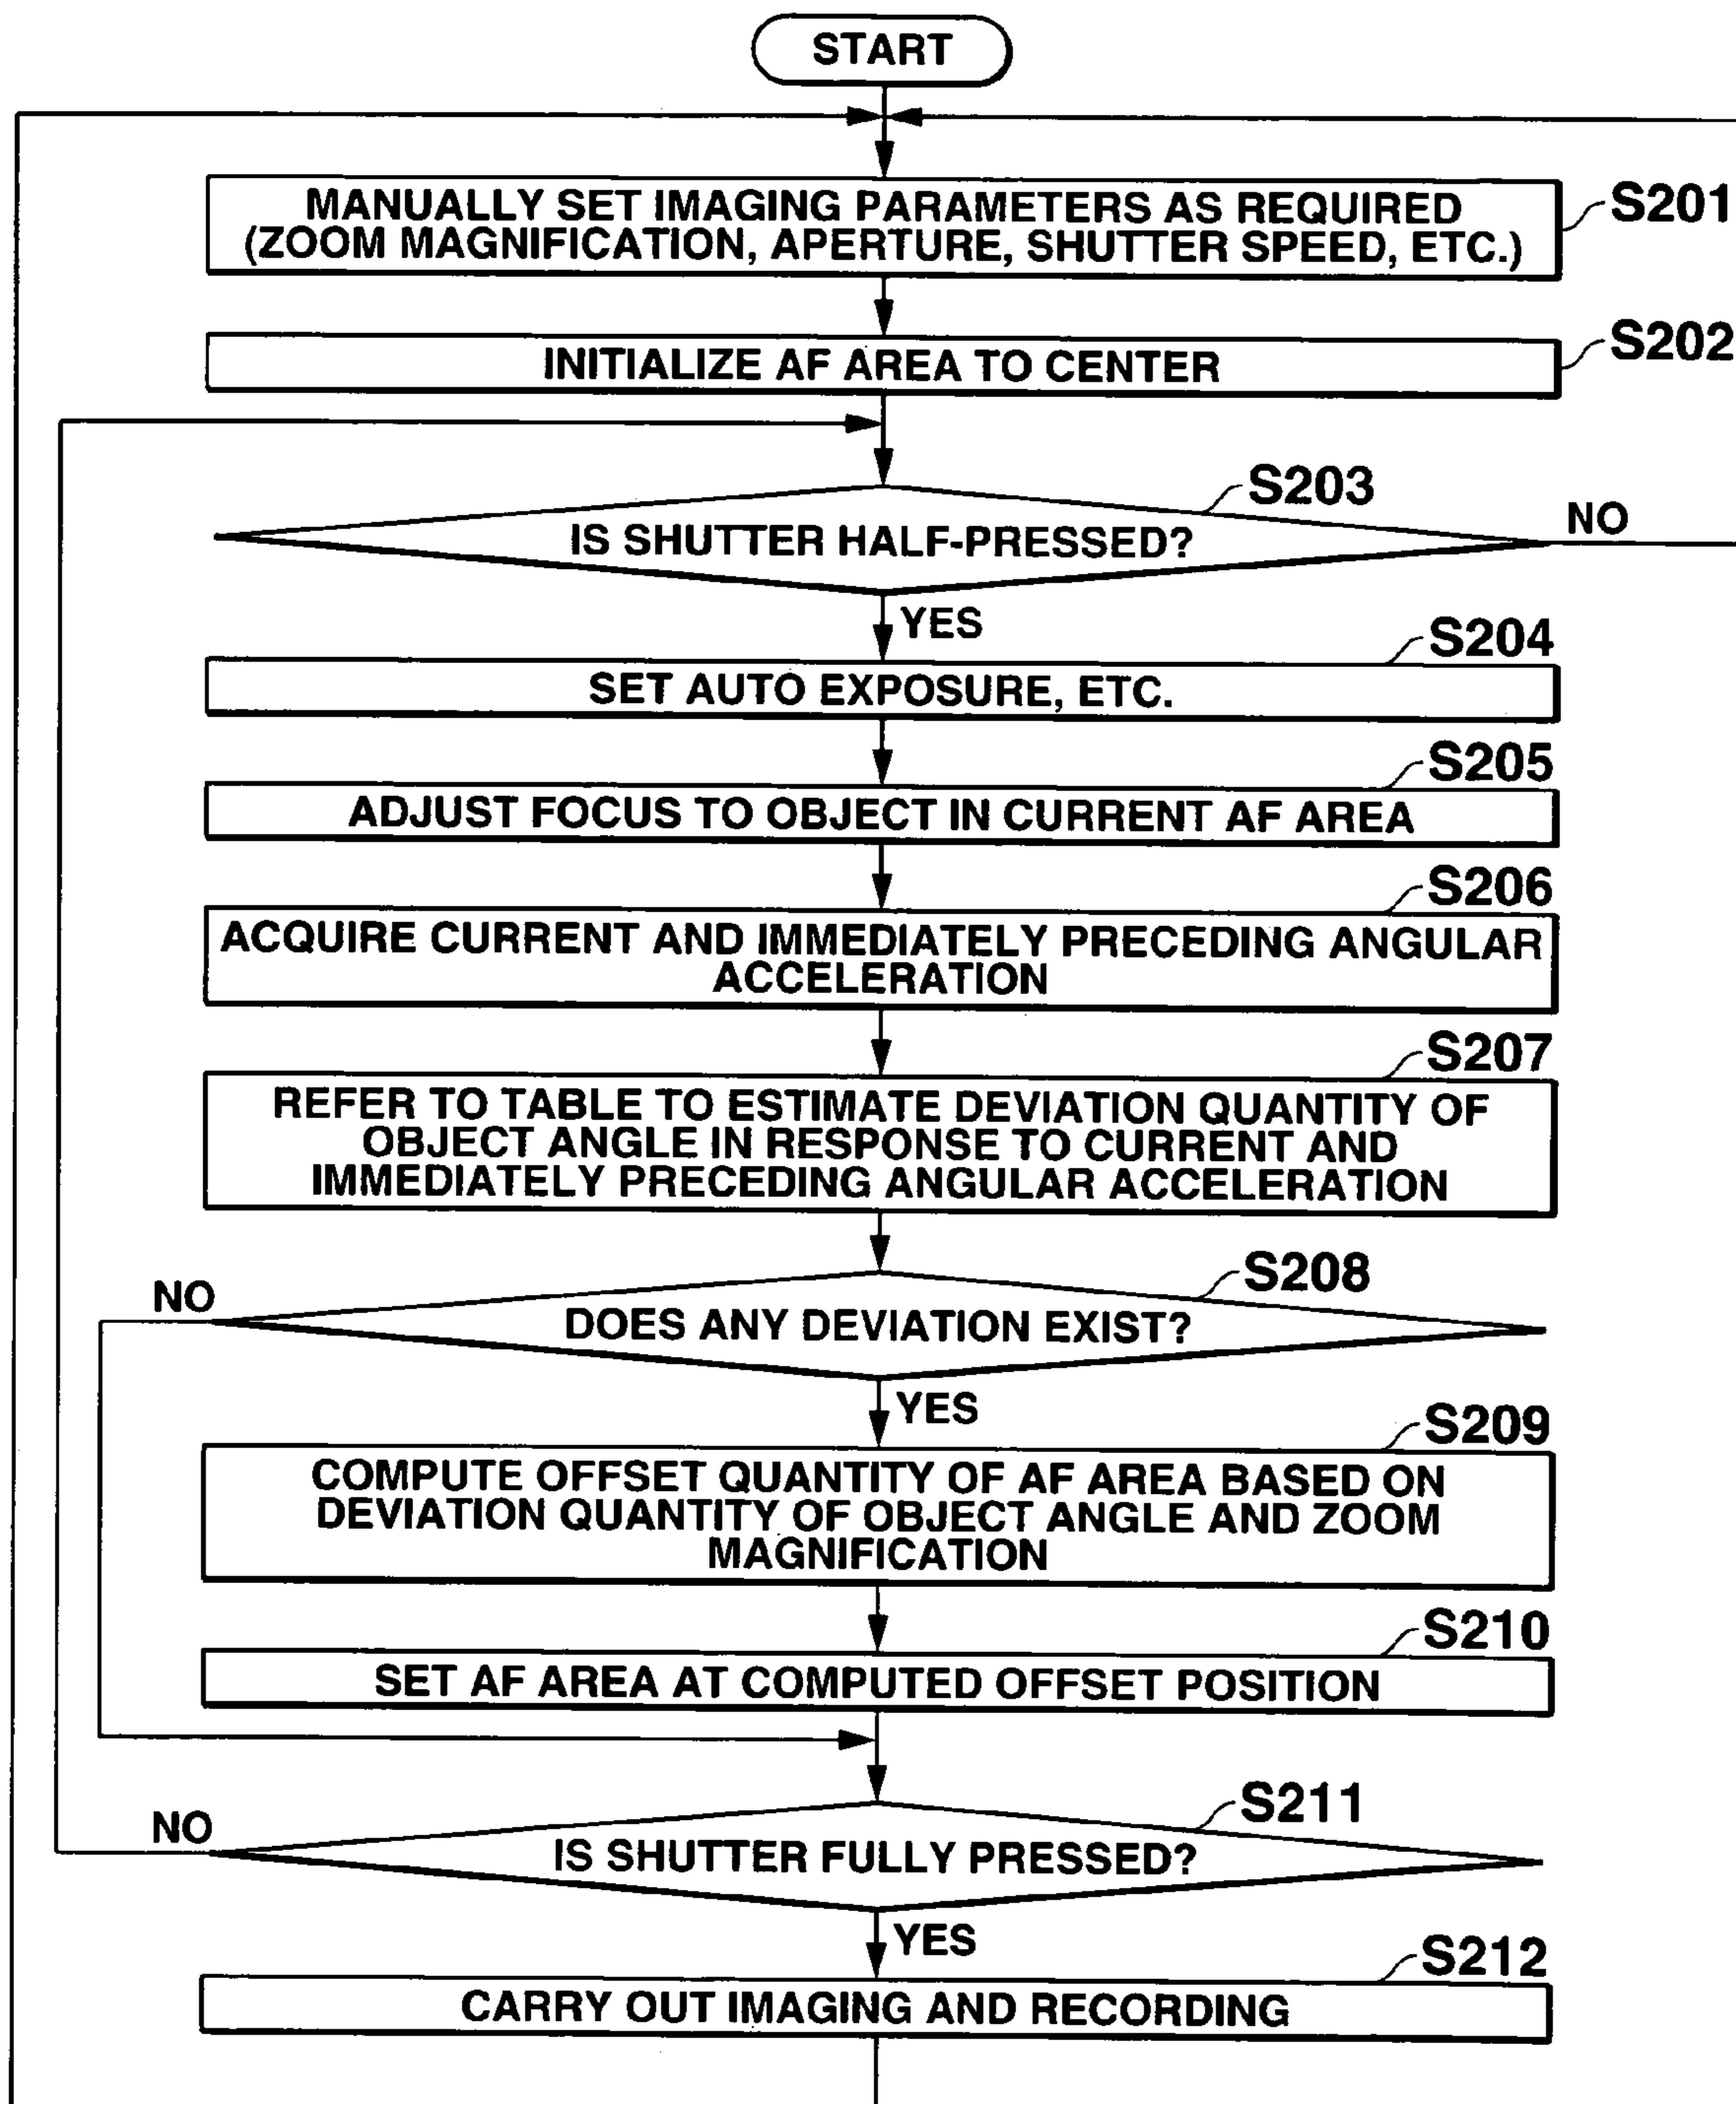 START
MANUALLY SET IMAGING PARAMETERS AS REQUIRED
(ZOOM MAGNIFICATION, APERTURE, SHUTTER SPEED, ETC.)
S201
INITIALIZE AF AREA TO CENTER
S202
S203
IS SHUTTER HALF-PRESSED?
NO
YES
S204
SET AUTO EXPOSURE, ETC.
S205
ADJUST FOCUS TO OBJECT IN CURRENT AF AREA
S206
ACQUIRE CURRENT AND IMMEDIATELY PRECEDING ANGULAR
ACCELERATION
S207
REFER TO TABLE TO ESTIMATE DEVIATION QUANTITY OF
OBJECT ANGLE IN RESPONSE TO CURRENT AND
IMMEDIATELY PRECEDING ANGULAR ACCELERATION
S208
NO
DOES ANY DEVIATION EXIST?
YES
S209
COMPUTE OFFSET QUANTITY OF AF AREA BASED ON
DEVIATION QUANTITY OF OBJECT ANGLE AND ZOOM
MAGNIFICATION
S210
SET AF AREA AT COMPUTED OFFSET POSITION
S211
NO
IS SHUTTER FULLY PRESSED?
YES
S212
CARRY OUT IMAGING AND RECORDING